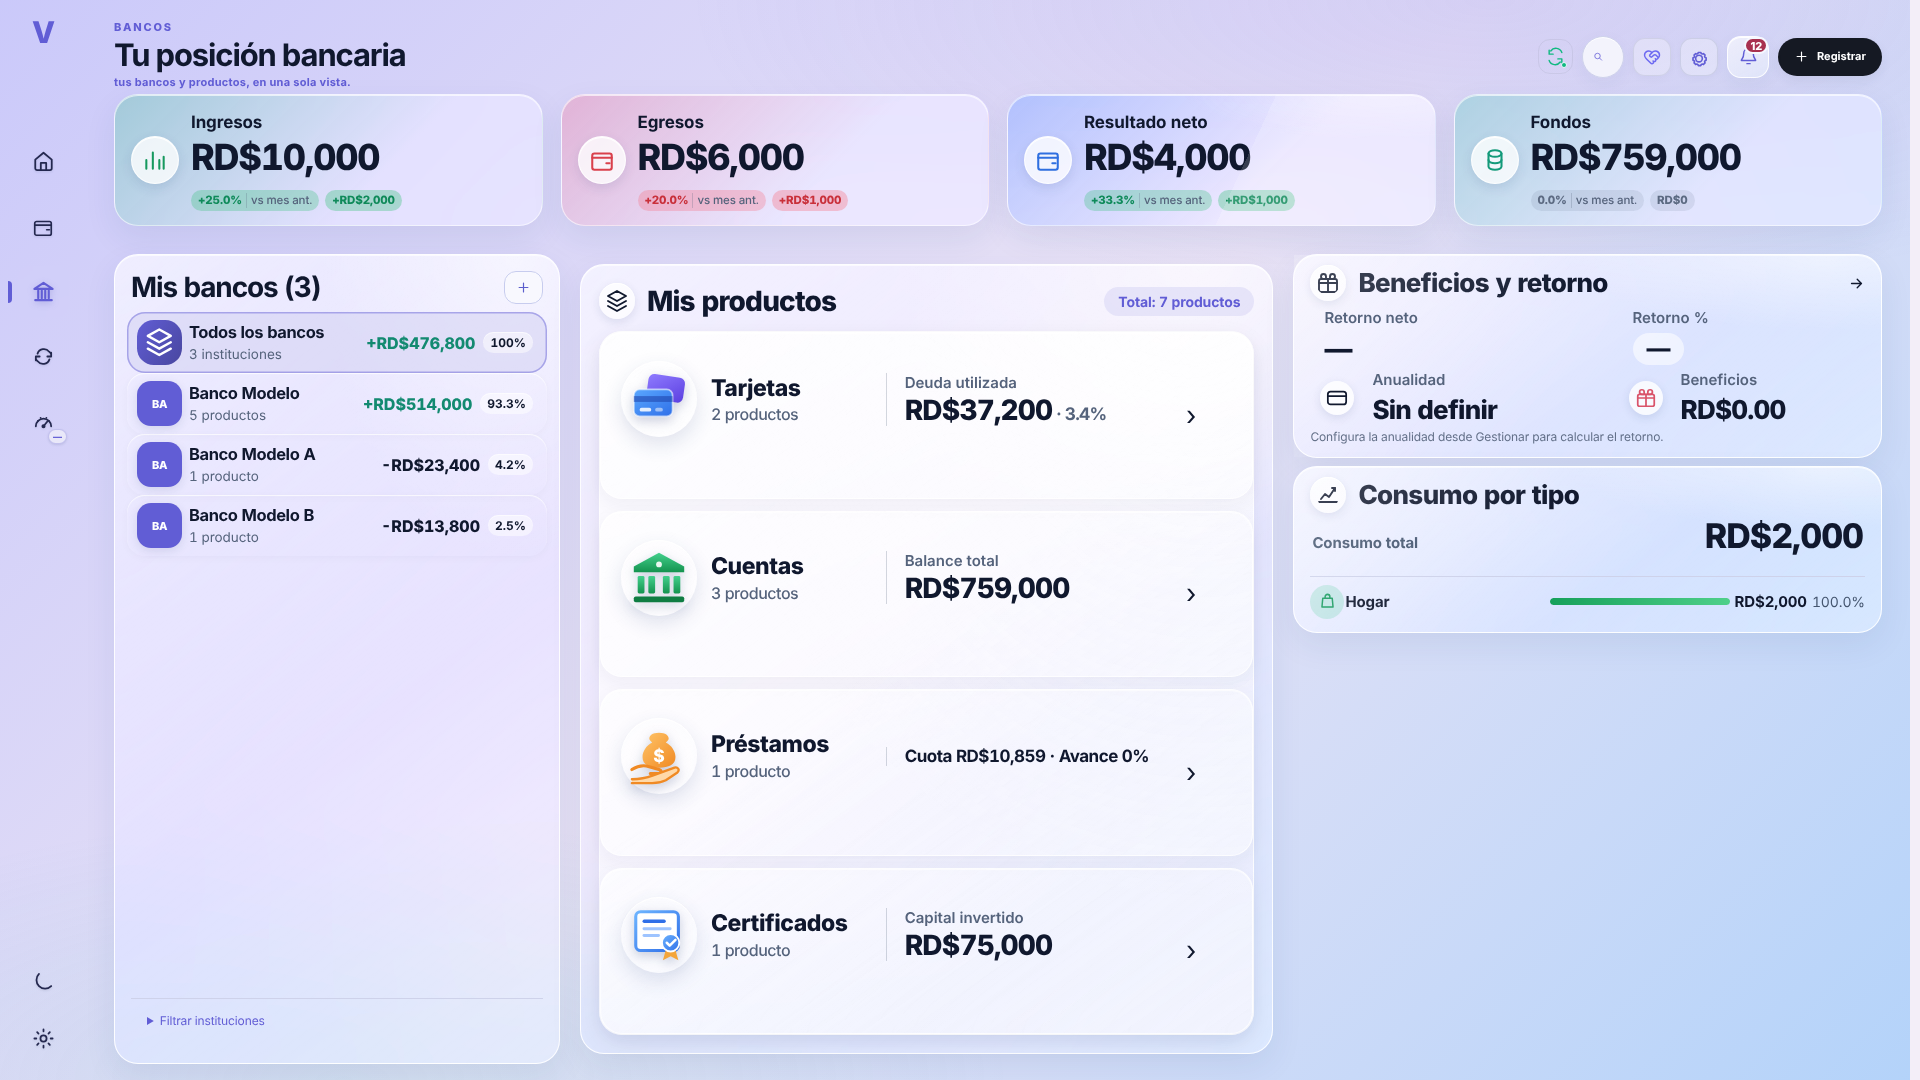 V
BANCOS
Tu posición bancaria
tus bancos y productos, en una sola vista.
12
Registrar
Ingresos
RD$10,000
+25.0% vs mes ant. +RD$2,000
Egresos
RD$6,000
+20.0% vs mes ant. +RD$1,000
Resultado neto
RD$4,000
+33.3% vs mes ant. +RD$1,000
Fondos
RD$759,000
0.0% vs mes ant. RD$0
Mis bancos (3)
+
Todos los bancos
3 instituciones
+RD$476,800 100%
BA
Banco Modelo
5 productos
+RD$514,000 93.3%
BA
Banco Modelo A
1 producto
-RD$23,400 4.2%
BA
Banco Modelo B
1 producto
-RD$13,800 2.5%
Filtrar instituciones
Mis productos
Total: 7 productos
Tarjetas
2 productos
Deuda utilizada
RD$37,200 · 3.4%
Cuentas
3 productos
Balance total
RD$759,000
$
Préstamos
1 producto
Cuota RD$10,859 · Avance 0%
Certificados
1 producto
Capital invertido
RD$75,000
Beneficios y retorno
Retorno neto
—
Retorno %
—
Anualidad
Sin definir
Beneficios
RD$0.00
Configura la anualidad desde Gestionar para calcular el retorno.
Consumo por tipo
Consumo total
RD$2,000
Hogar
RD$2,000 100.0%